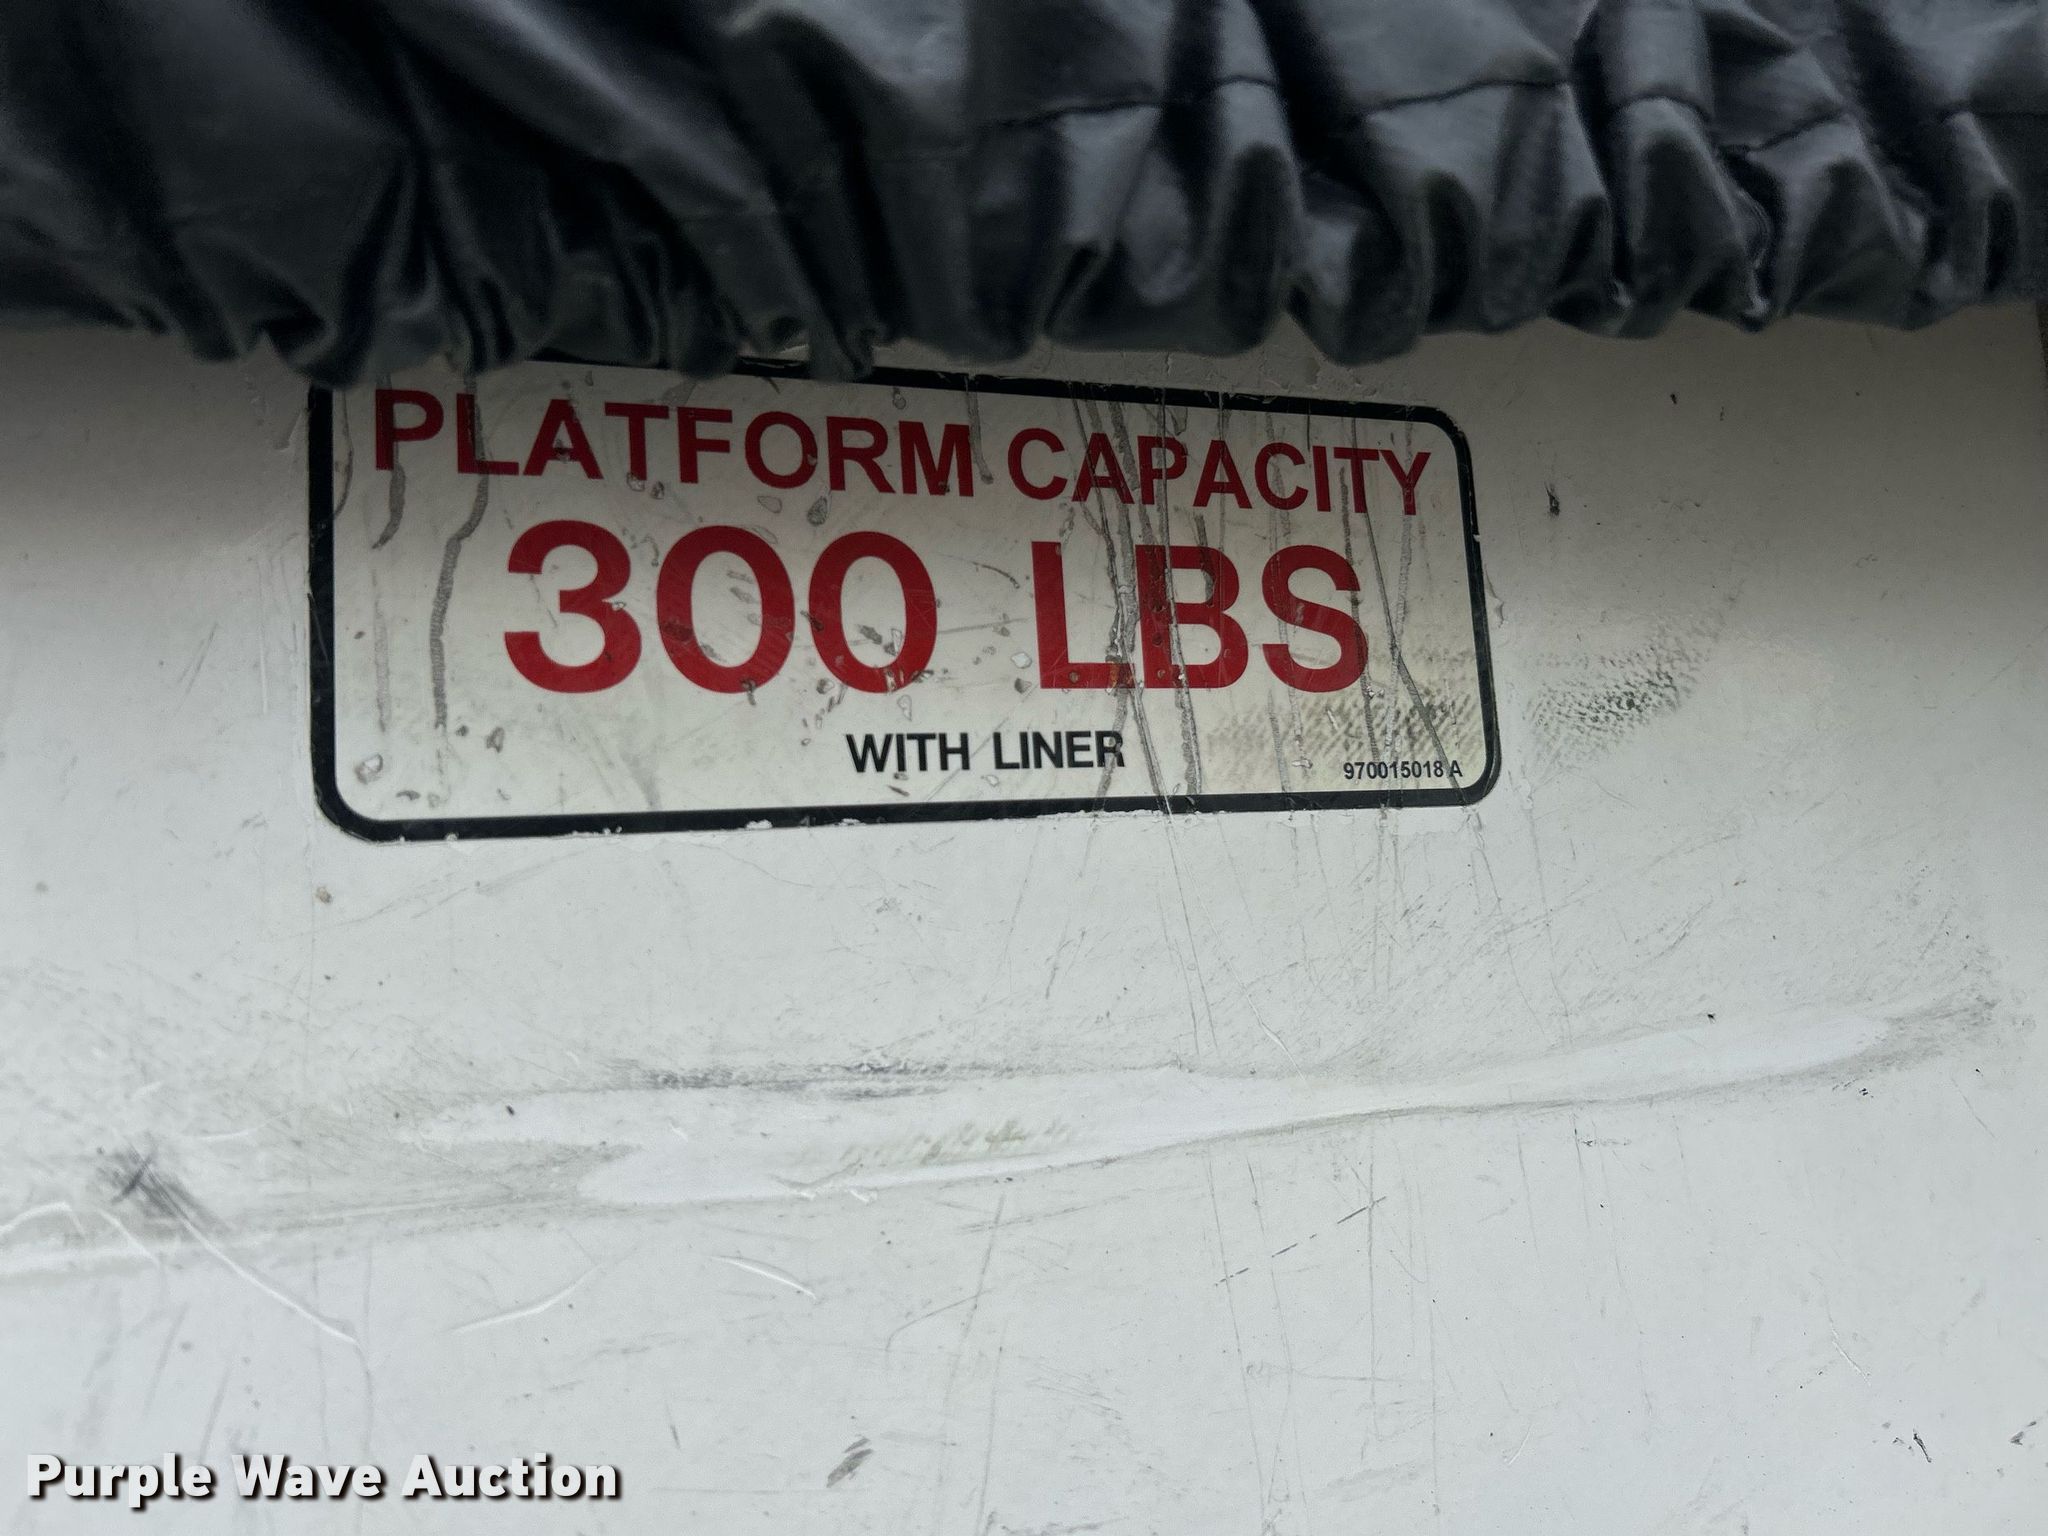 PLATFORM CAPACITY
300 LBS
WITH LINER
970015018 A
Purple Wave Auction